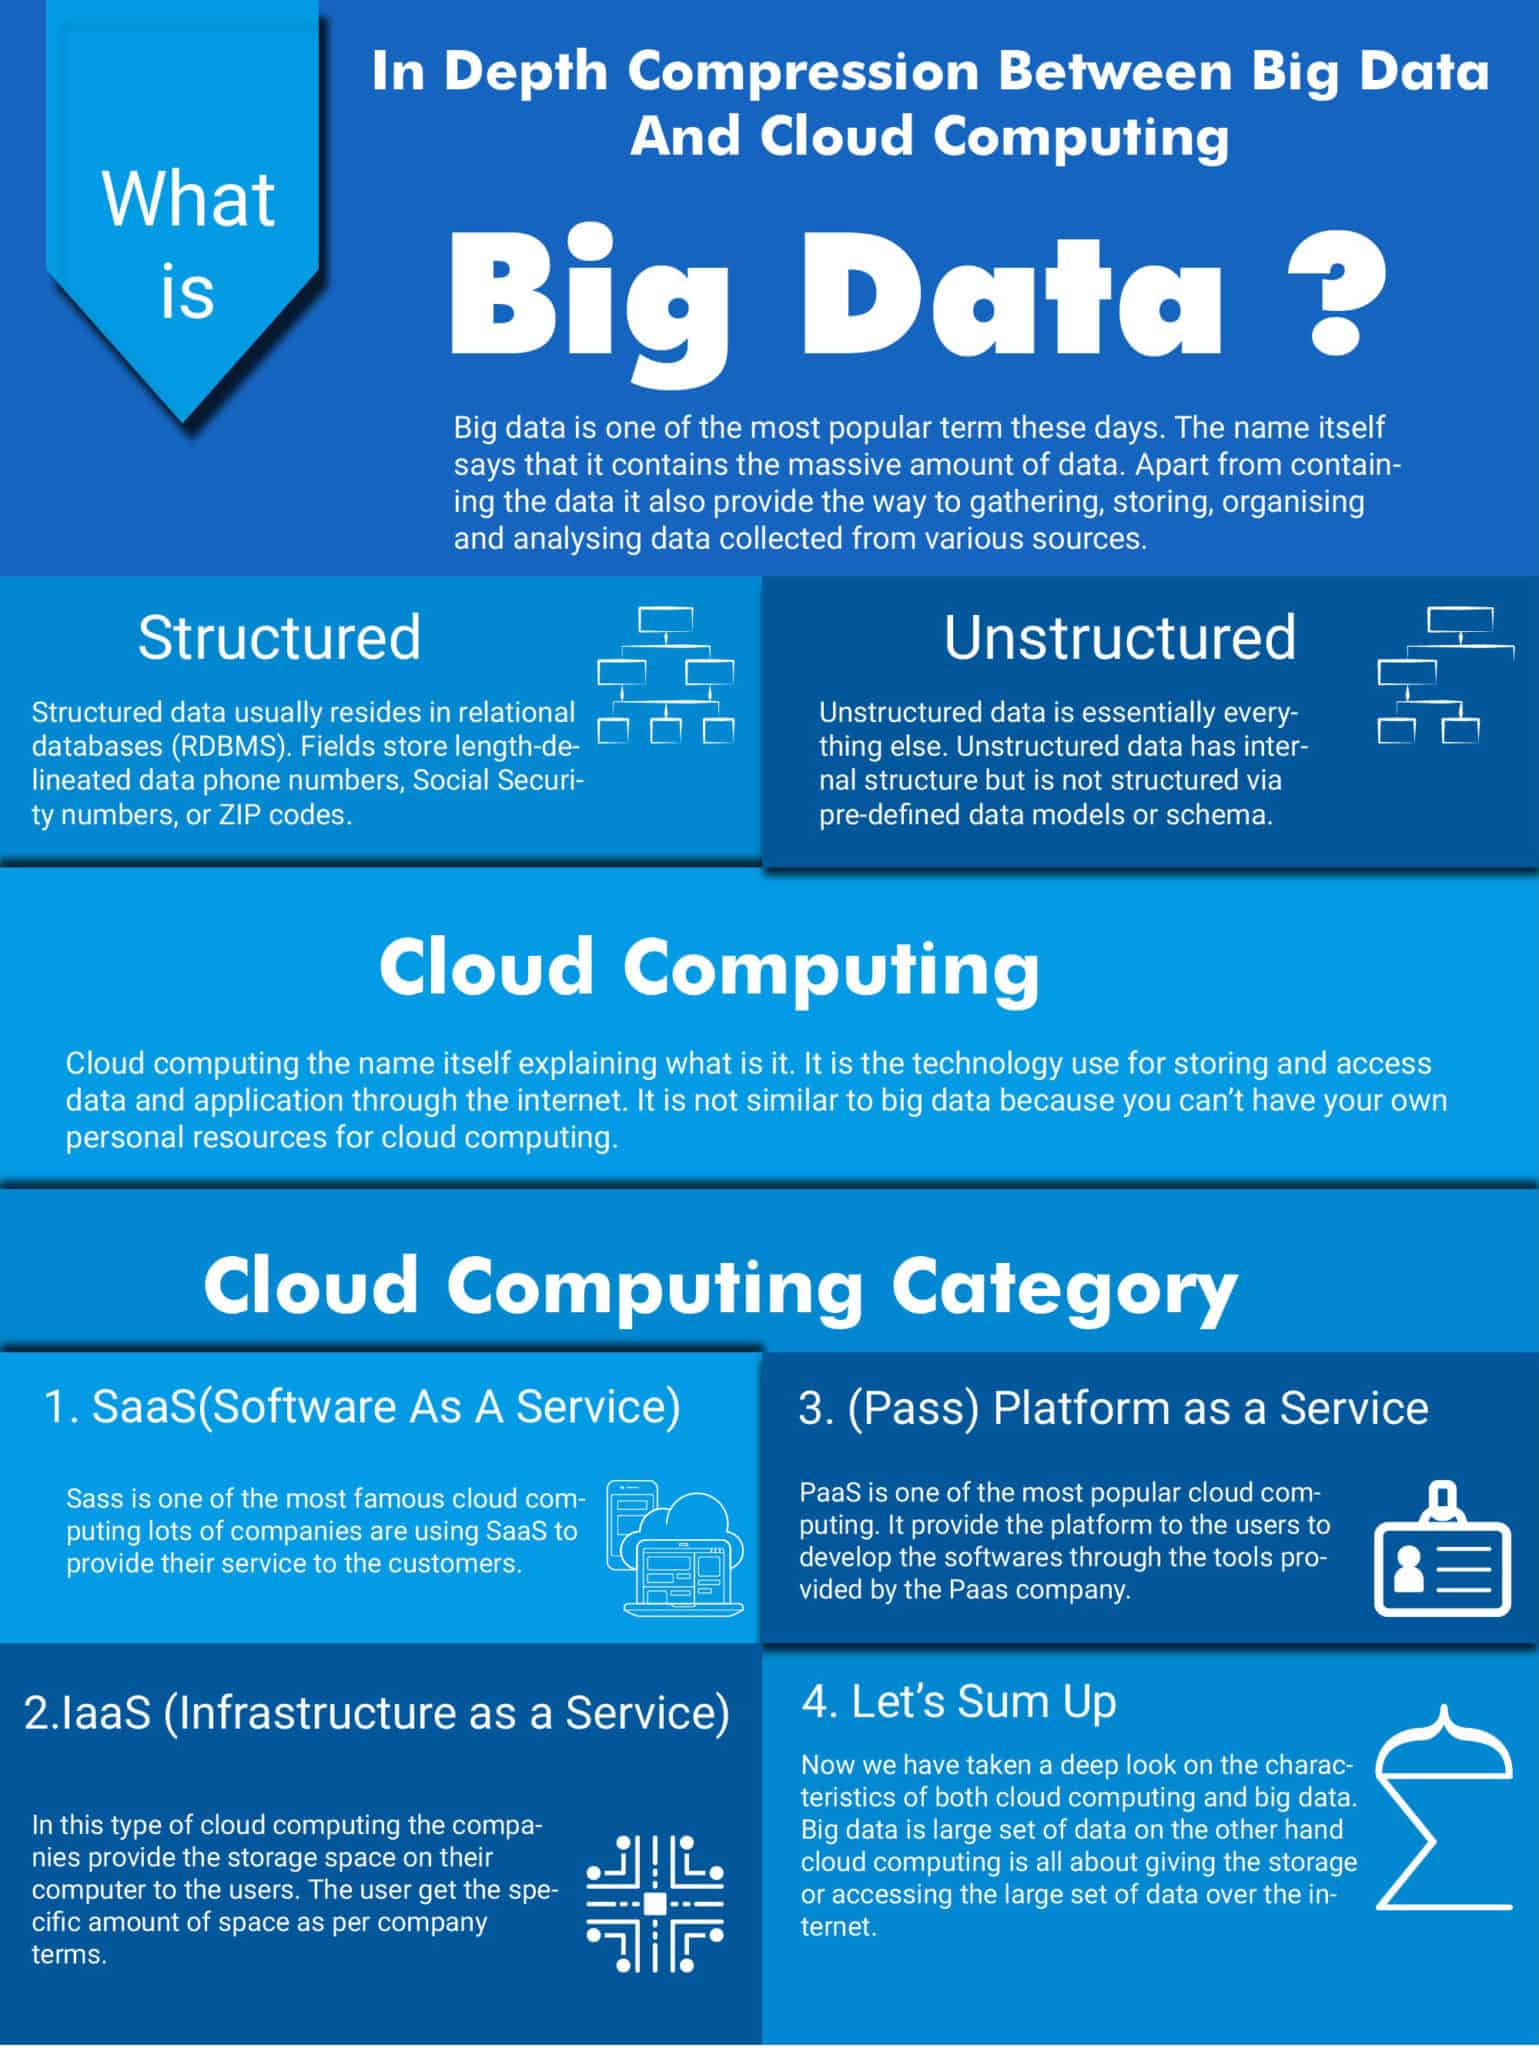 What
is
In Depth Compression Between Big Data
And Cloud Computing
Big Data ?
Big data is one of the most popular term these days. The name itself
says that it contains the massive amount of data. Apart from contain-
ing the data it also provide the way to gathering, storing, organising
and analysing data collected from various sources.
Structured
Structured data usually resides in relational
databases (RDBMS). Fields store length-de-
lineated data phone numbers, Social Securi-
ty numbers, or ZIP codes.
Unstructured
Unstructured data is essentially every-
thing else. Unstructured data has inter-
nal structure but is not structured via
pre-defined data models or schema.
Cloud Computing
Cloud computing the name itself explaining what is it. It is the technology use for storing and access
data and application through the internet. It is not similar to big data because you can’t have your own
personal resources for cloud computing.
Cloud Computing Category
1. SaaS(Software As A Service)
Sass is one of the most famous cloud com-
puting lots of companies are using SaaS to
provide their service to the customers.
3. (Pass) Platform as a Service
PaaS is one of the most popular cloud com-
puting. It provide the platform to the users to
develop the softwares through the tools pro-
vided by the Paas company.
2.IaaS (Infrastructure as a Service)
In this type of cloud computing the compa-
nies provide the storage space on their
computer to the users. The user get the spe-
cific amount of space as per company
terms.
4. Let’s Sum Up
Now we have taken a deep look on the charac-
teristics of both cloud computing and big data.
Big data is large set of data on the other hand
cloud computing is all about giving the storage
or accessing the large set of data over the in-
ternet.